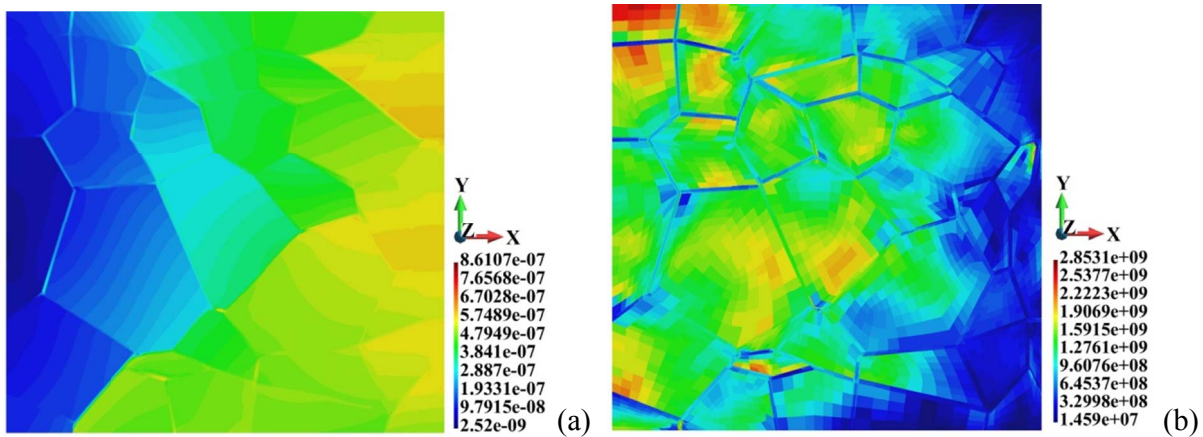 Y
Z
X
8.6107e-07
7.6568e-07
6.7028e-07
5.7489e-07
4.7949e-07
3.841e-07
2.887e-07
1.9331e-07
9.7915e-08
2.52e-09
(a)
Y
Z
X
2.8531e+09
2.5377e+09
2.2223e+09
1.9069e+09
1.5915e+09
1.2761e+09
9.6076e+08
6.4537e+08
3.2998e+08
1.459e+07
(b)